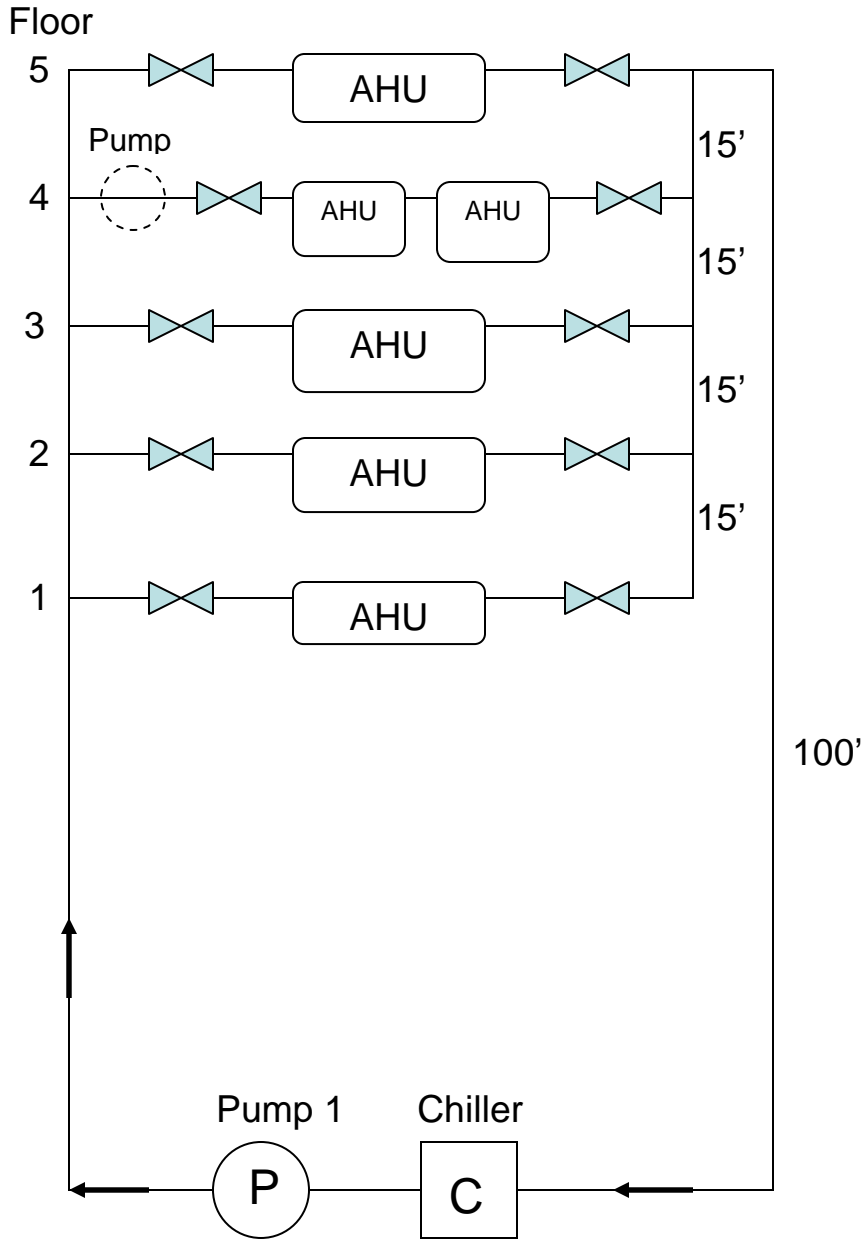 Floor
5
AHU
15’
Pump
4
AHU
AHU
15’
3
AHU
15’
2
AHU
15’
1
AHU
100’
Pump 1
Chiller
P
C